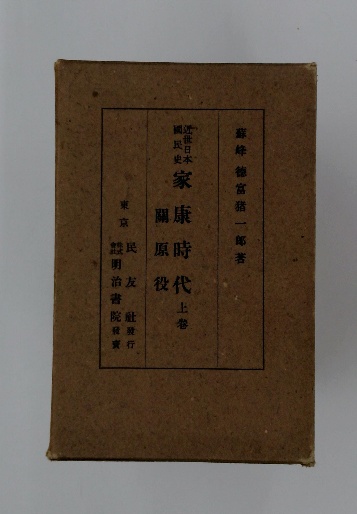 蘇峰 德富猪一郎著
近世日本國民史 家康時代 上卷
關原役
東京 民友社發行
株式會社 明治書院發賣